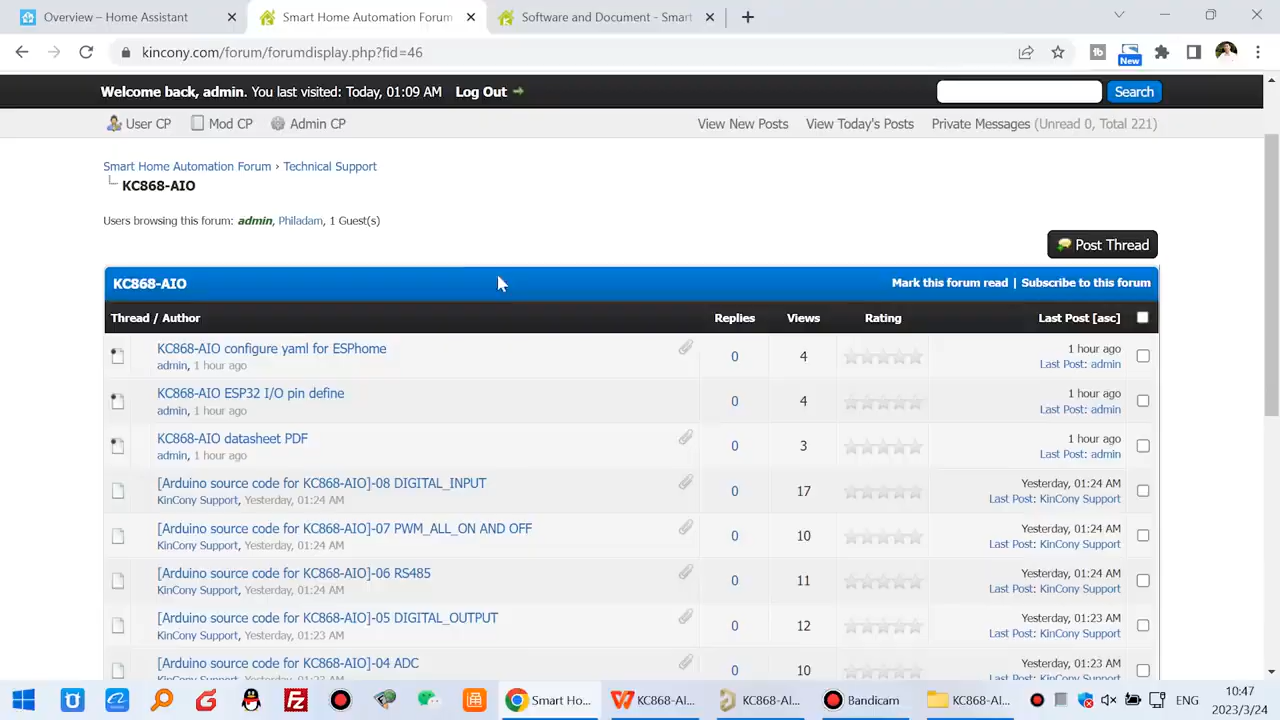 Overview – Home Assistant
Smart Home Automation Forum
Software and Document - Smart
kincony.com/forum/forumdisplay.php?fid=46
New
Welcome back, admin. You last visited: Today, 01:09 AM Log Out
Search
User CP Mod CP Admin CP
View New Posts View Today's Posts Private Messages (Unread 0, Total 221)
Smart Home Automation Forum › Technical Support
KC868-AIO
Users browsing this forum: admin, Philadam, 1 Guest(s)
Post Thread
KC868-AIO
Mark this forum read | Subscribe to this forum
Thread / Author Replies Views Rating Last Post [asc]
KC868-AIO configure yaml for ESPhome
admin, 1 hour ago
0 4
1 hour ago
Last Post: admin
KC868-AIO ESP32 I/O pin define
admin, 1 hour ago
0 4
1 hour ago
Last Post: admin
KC868-AIO datasheet PDF
admin, 1 hour ago
0 3
1 hour ago
Last Post: admin
[Arduino source code for KC868-AIO]-08 DIGITAL_INPUT
KinCony Support, Yesterday, 01:24 AM
0 17
Yesterday, 01:24 AM
Last Post: KinCony Support
[Arduino source code for KC868-AIO]-07 PWM_ALL_ON AND OFF
KinCony Support, Yesterday, 01:24 AM
0 10
Yesterday, 01:24 AM
Last Post: KinCony Support
[Arduino source code for KC868-AIO]-06 RS485
KinCony Support, Yesterday, 01:24 AM
0 11
Yesterday, 01:24 AM
Last Post: KinCony Support
[Arduino source code for KC868-AIO]-05 DIGITAL_OUTPUT
KinCony Support, Yesterday, 01:23 AM
0 12
Yesterday, 01:23 AM
Last Post: KinCony Support
[Arduino source code for KC868-AIO]-04 ADC
0 10
Yesterday, 01:23 AM
Smart Ho...
KC868-AI...
KC868-AI...
Bandicam
KC868-AI...
ENG
10:47
2023/3/24